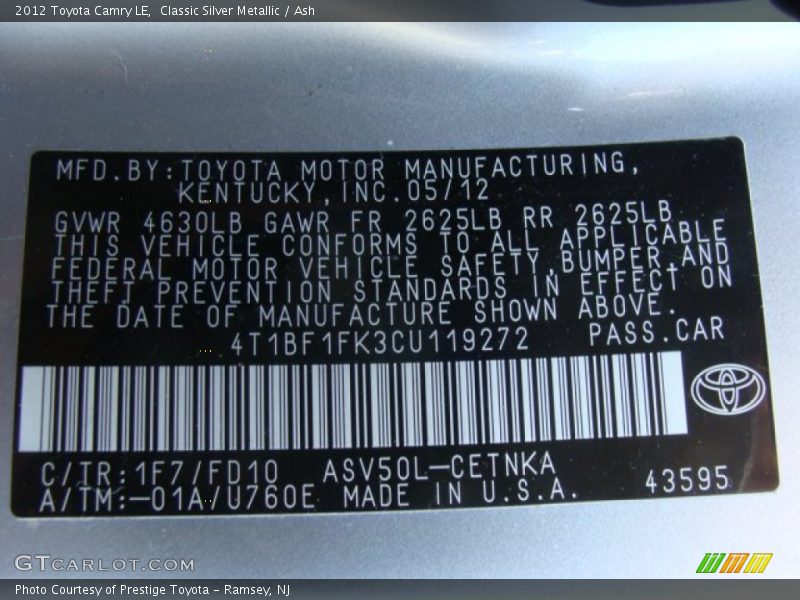 2012 Toyota Camry LE,  Classic Silver Metallic / Ash
MFD.BY:TOYOTA MOTOR MANUFACTURING,
KENTUCKY,INC.05/12
GVWR 4630LB GAWR FR 2625LB RR 2625LB
THIS VEHICLE CONFORMS TO ALL APPLICABLE
FEDERAL MOTOR VEHICLE SAFETY,BUMPER,AND
THEFT PREVENTION STANDARDS IN EFFECT ON
THE DATE OF MANUFACTURE SHOWN ABOVE.
4T1BF1FK3CU119272 PASS.CAR
C/TR:1F7/FD10 ASV50L-CETNKA
A/TM:-01A/U760E MADE IN U.S.A. 43595
GTCARLOT.COM
Photo Courtesy of Prestige Toyota - Ramsey, NJ